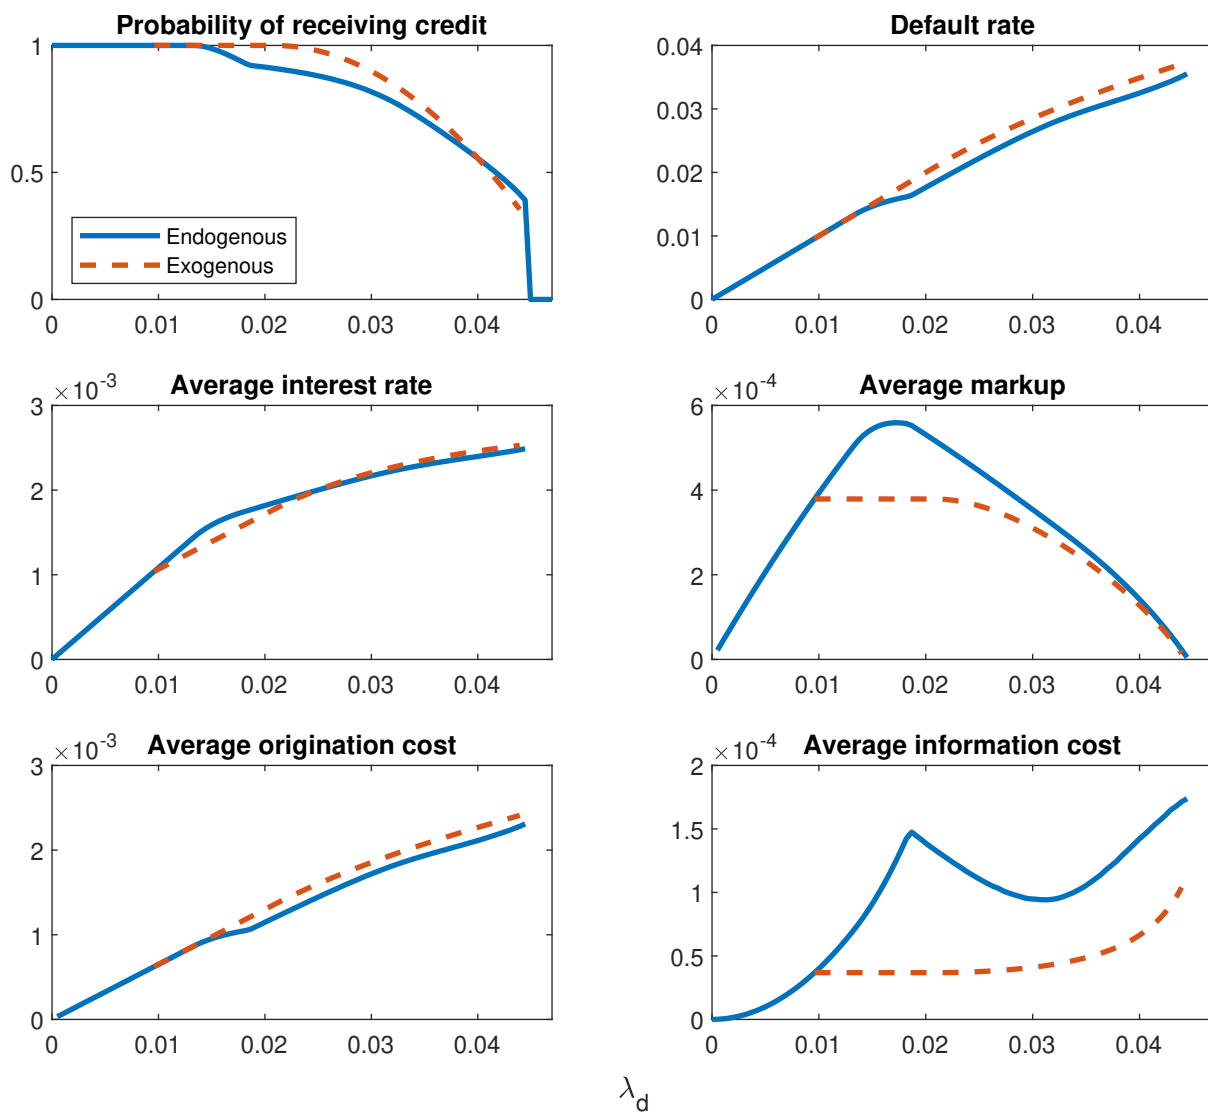 Probability of receiving credit
1
0.5
0
0 0.01 0.02 0.03 0.04
Endogenous
Exogenous
Default rate
0.04
0.03
0.02
0.01
0
0 0.01 0.02 0.03 0.04
×10-3
Average interest rate
3
2
1
0
0 0.01 0.02 0.03 0.04
×10-4
Average markup
6
4
2
0
0 0.01 0.02 0.03 0.04
×10-3
Average origination cost
3
2
1
0
0 0.01 0.02 0.03 0.04
×10-4
Average information cost
2
1.5
1
0.5
0
0 0.01 0.02 0.03 0.04
λd